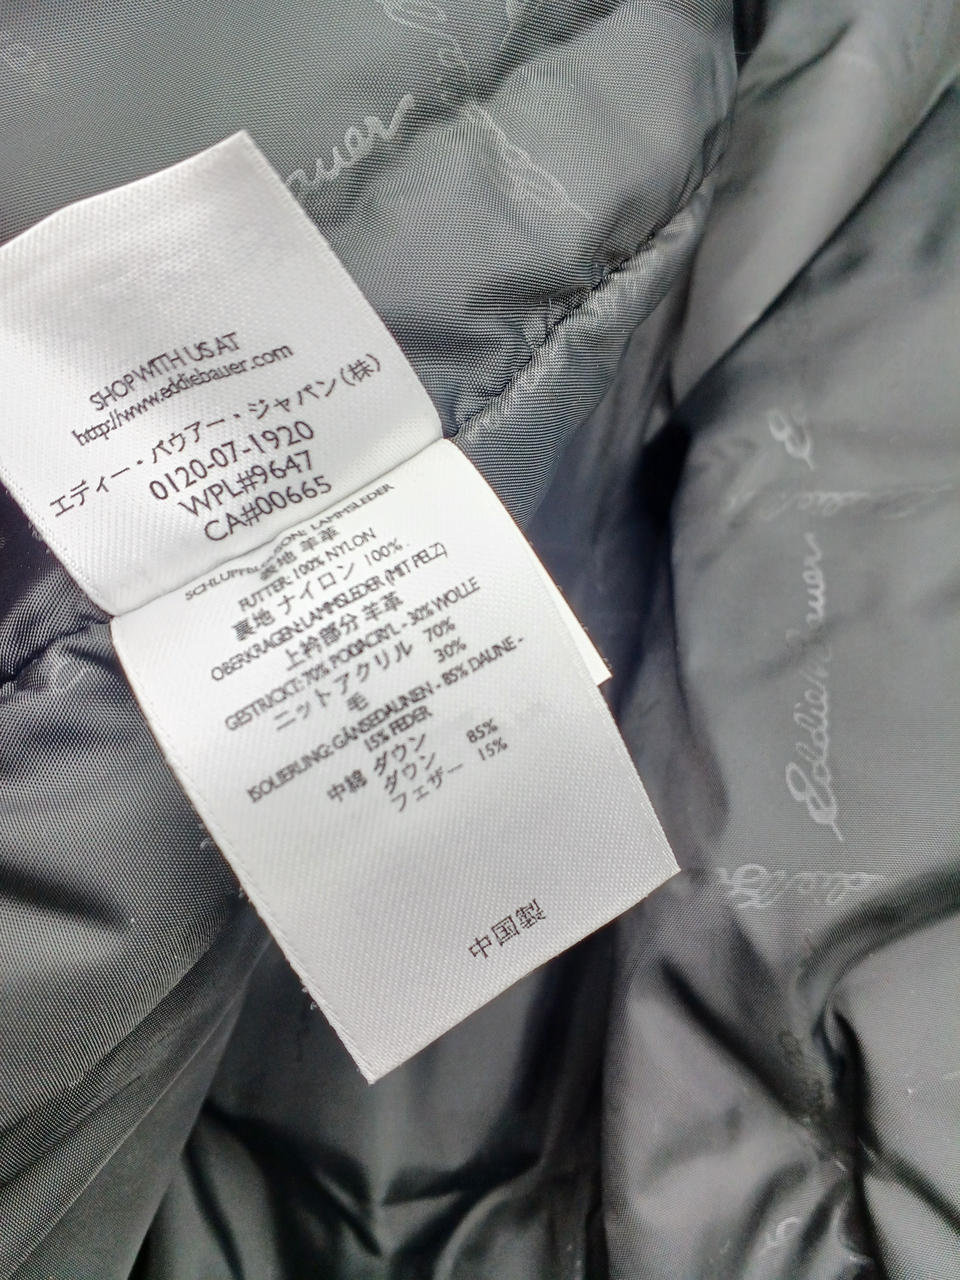 SHOP WITH US AT
http://www.eddiebauer.com
エディー・バウアー・ジャパン(株)
0120-07-1920
WPL#9647
CA#00665
LAMMSLEDER
表地 羊革
FUTTER: 100% NYLON
裏地 ナイロン 100%
OBERKRAGEN: LAMMSLEDER (MIT PELZ)
上衿部分 羊革
GESTRICKT: 70% PODACRYL - 30% WOLLE
ニットアクリル 70%
毛 30%
ISOLIERUNG: GÄNSEDAUNEN - 85% DAUNE -
15% FEDER
中綿 ダウン 85%
ダウン 15%
フェザー
中国製
Eddie Bauer